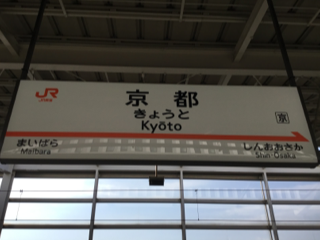 JR
京都
きょうと
Kyōto
京
まいばら
Maibara
しんおおさか
Shin-Ōsaka